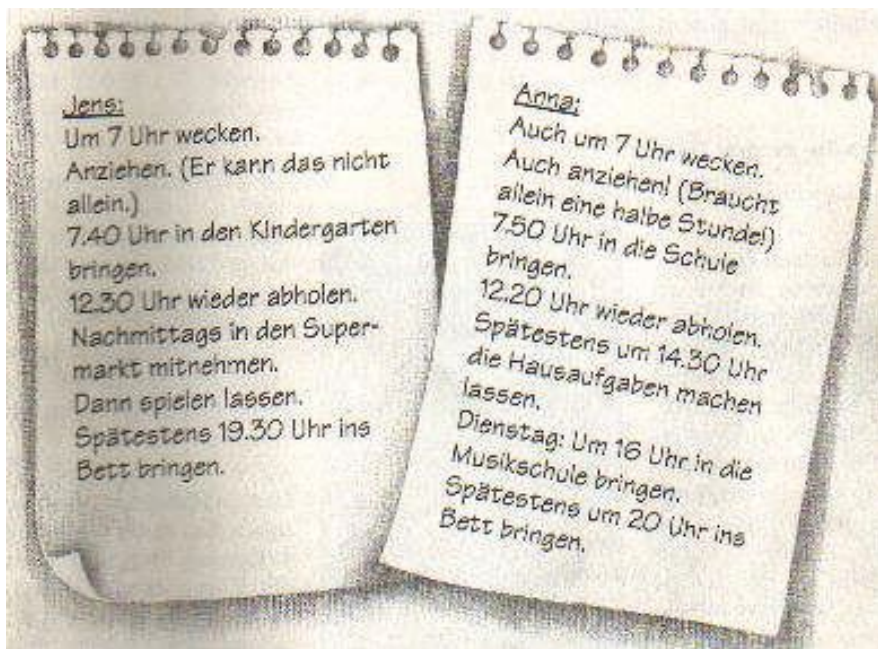 Jens:
Um 7 Uhr wecken.
Anziehen. (Er kann das nicht
allein.)
7.40 Uhr in den Kindergarten
bringen.
12.30 Uhr wieder abholen.
Nachmittags in den Super-
markt mitnehmen.
Dann spielen lassen.
Spätestens 19.30 Uhr ins
Bett bringen.
Anna:
Auch um 7 Uhr wecken.
Auch anziehen! (Braucht
allein eine halbe Stunde!)
7.50 Uhr in die Schule
bringen.
12.20 Uhr wieder abholen.
Spätestens um 14.30 Uhr
die Hausaufgaben machen
lassen.
Dienstag: Um 16 Uhr in die
Musikschule bringen.
Spätestens um 20 Uhr ins
Bett bringen.